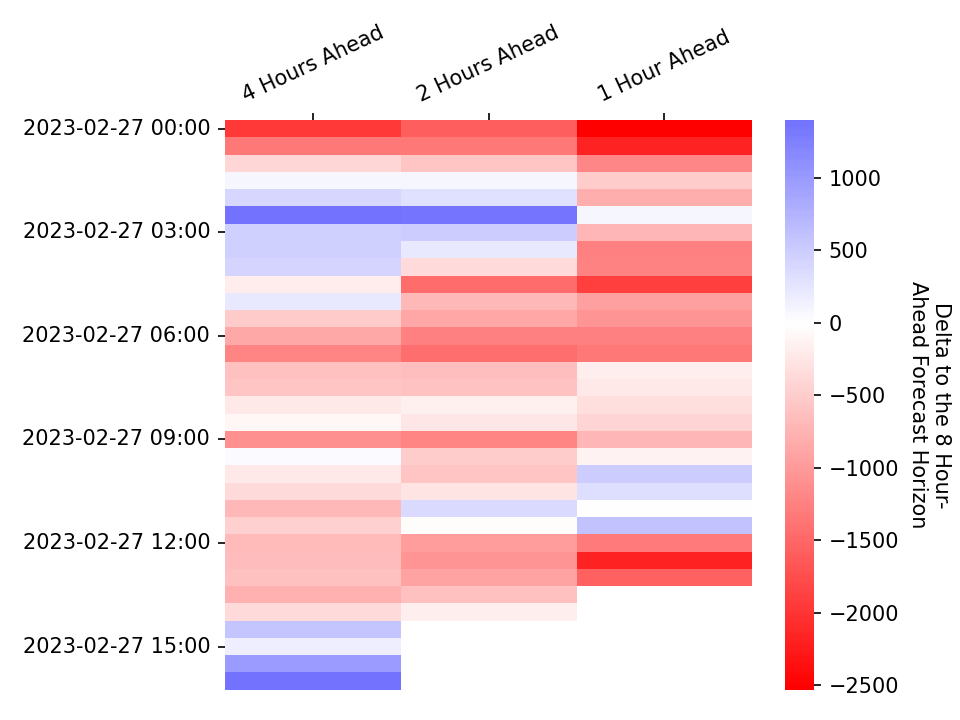 4 Hours Ahead
2 Hours Ahead
1 Hour Ahead
2023-02-27 00:00
2023-02-27 03:00
2023-02-27 06:00
2023-02-27 09:00
2023-02-27 12:00
2023-02-27 15:00
1000
500
0
−500
−1000
−1500
−2000
−2500
Delta to the 8 Hour-
Ahead Forecast Horizon